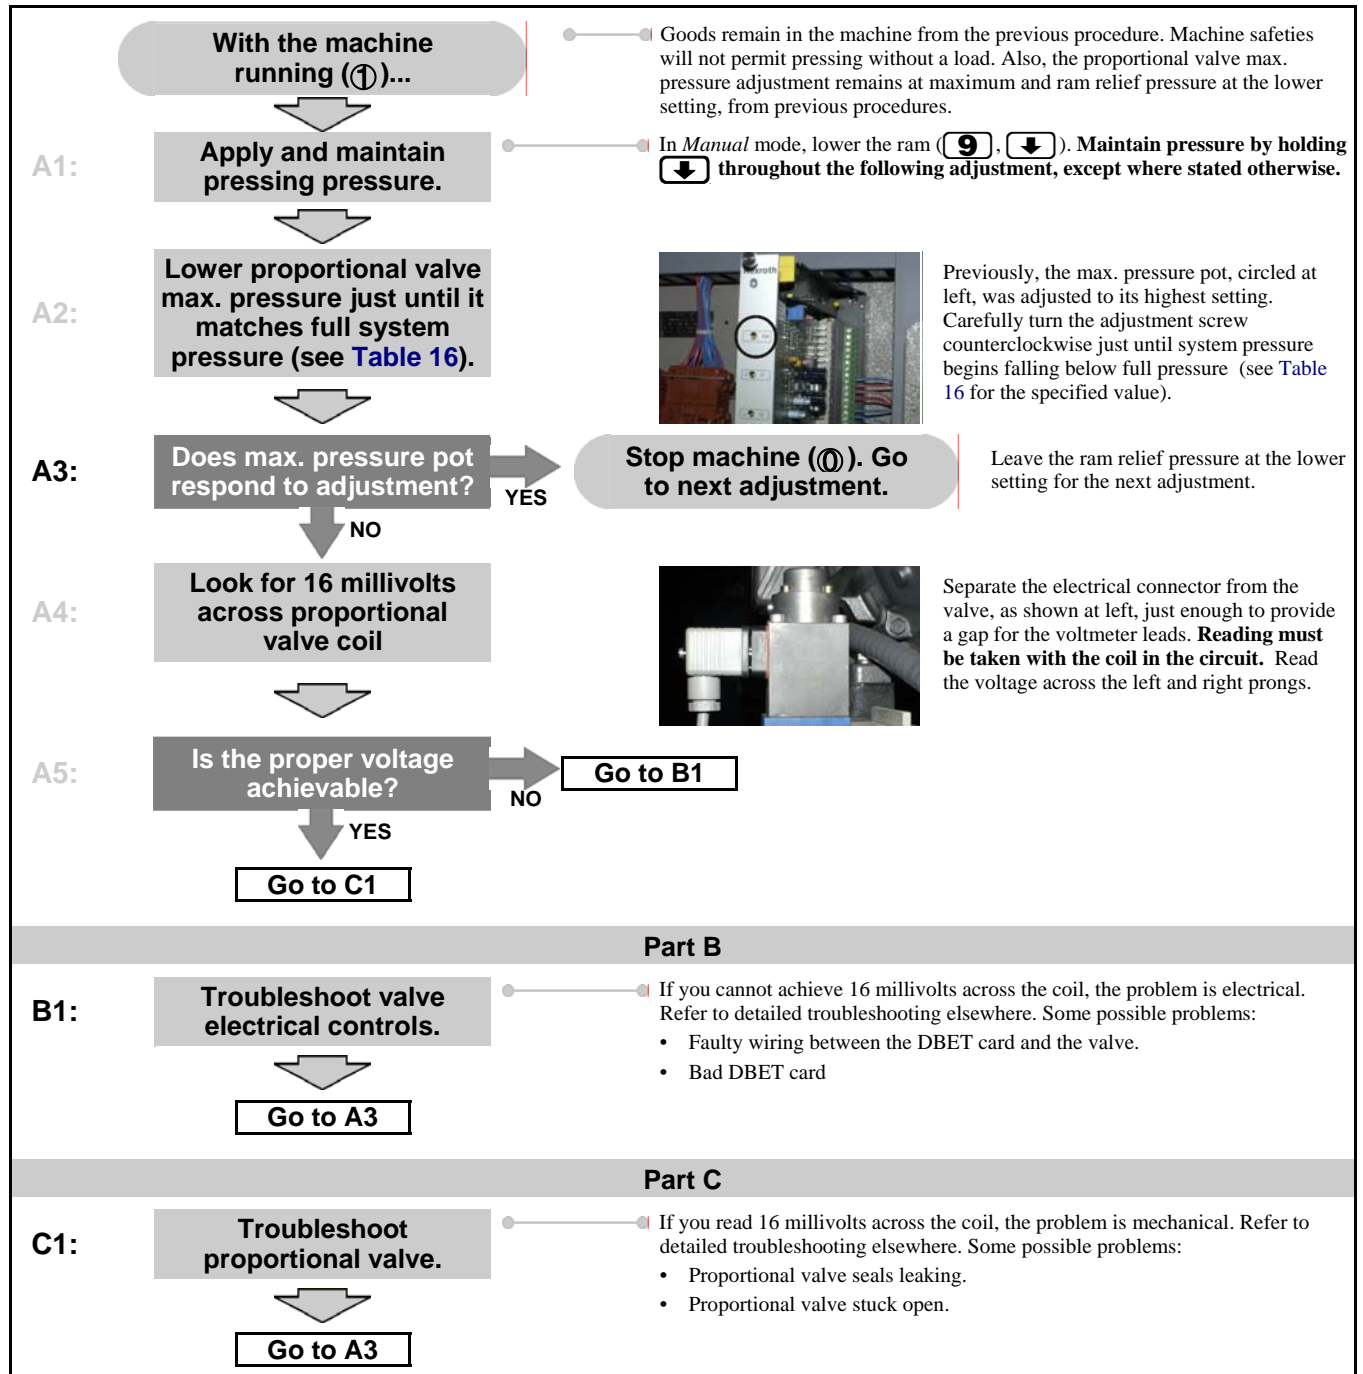 With the machine
running (1)...
Goods remain in the machine from the previous procedure. Machine safeties
will not permit pressing without a load. Also, the proportional valve max.
pressure adjustment remains at maximum and ram relief pressure at the lower
setting, from previous procedures.
A1:
Apply and maintain
pressing pressure.
In Manual mode, lower the ram (9, ⬇). Maintain pressure by holding
⬇ throughout the following adjustment, except where stated otherwise.
A2:
Lower proportional valve
max. pressure just until it
matches full system
pressure (see Table 16).
Previously, the max. pressure pot, circled at
left, was adjusted to its highest setting.
Carefully turn the adjustment screw
counterclockwise just until system pressure
begins falling below full pressure (see Table
16 for the specified value).
A3:
Does max. pressure pot
respond to adjustment?
YES
Stop machine (0). Go
to next adjustment.
Leave the ram relief pressure at the lower
setting for the next adjustment.
NO
A4:
Look for 16 millivolts
across proportional
valve coil
Separate the electrical connector from the
valve, as shown at left, just enough to provide
a gap for the voltmeter leads. Reading must
be taken with the coil in the circuit. Read
the voltage across the left and right prongs.
A5:
Is the proper voltage
achievable?
NO
Go to B1
YES
Go to C1
Part B
B1:
Troubleshoot valve
electrical controls.
If you cannot achieve 16 millivolts across the coil, the problem is electrical.
Refer to detailed troubleshooting elsewhere. Some possible problems:
• Faulty wiring between the DBET card and the valve.
• Bad DBET card
Go to A3
Part C
C1:
Troubleshoot
proportional valve.
If you read 16 millivolts across the coil, the problem is mechanical. Refer to
detailed troubleshooting elsewhere. Some possible problems:
• Proportional valve seals leaking.
• Proportional valve stuck open.
Go to A3